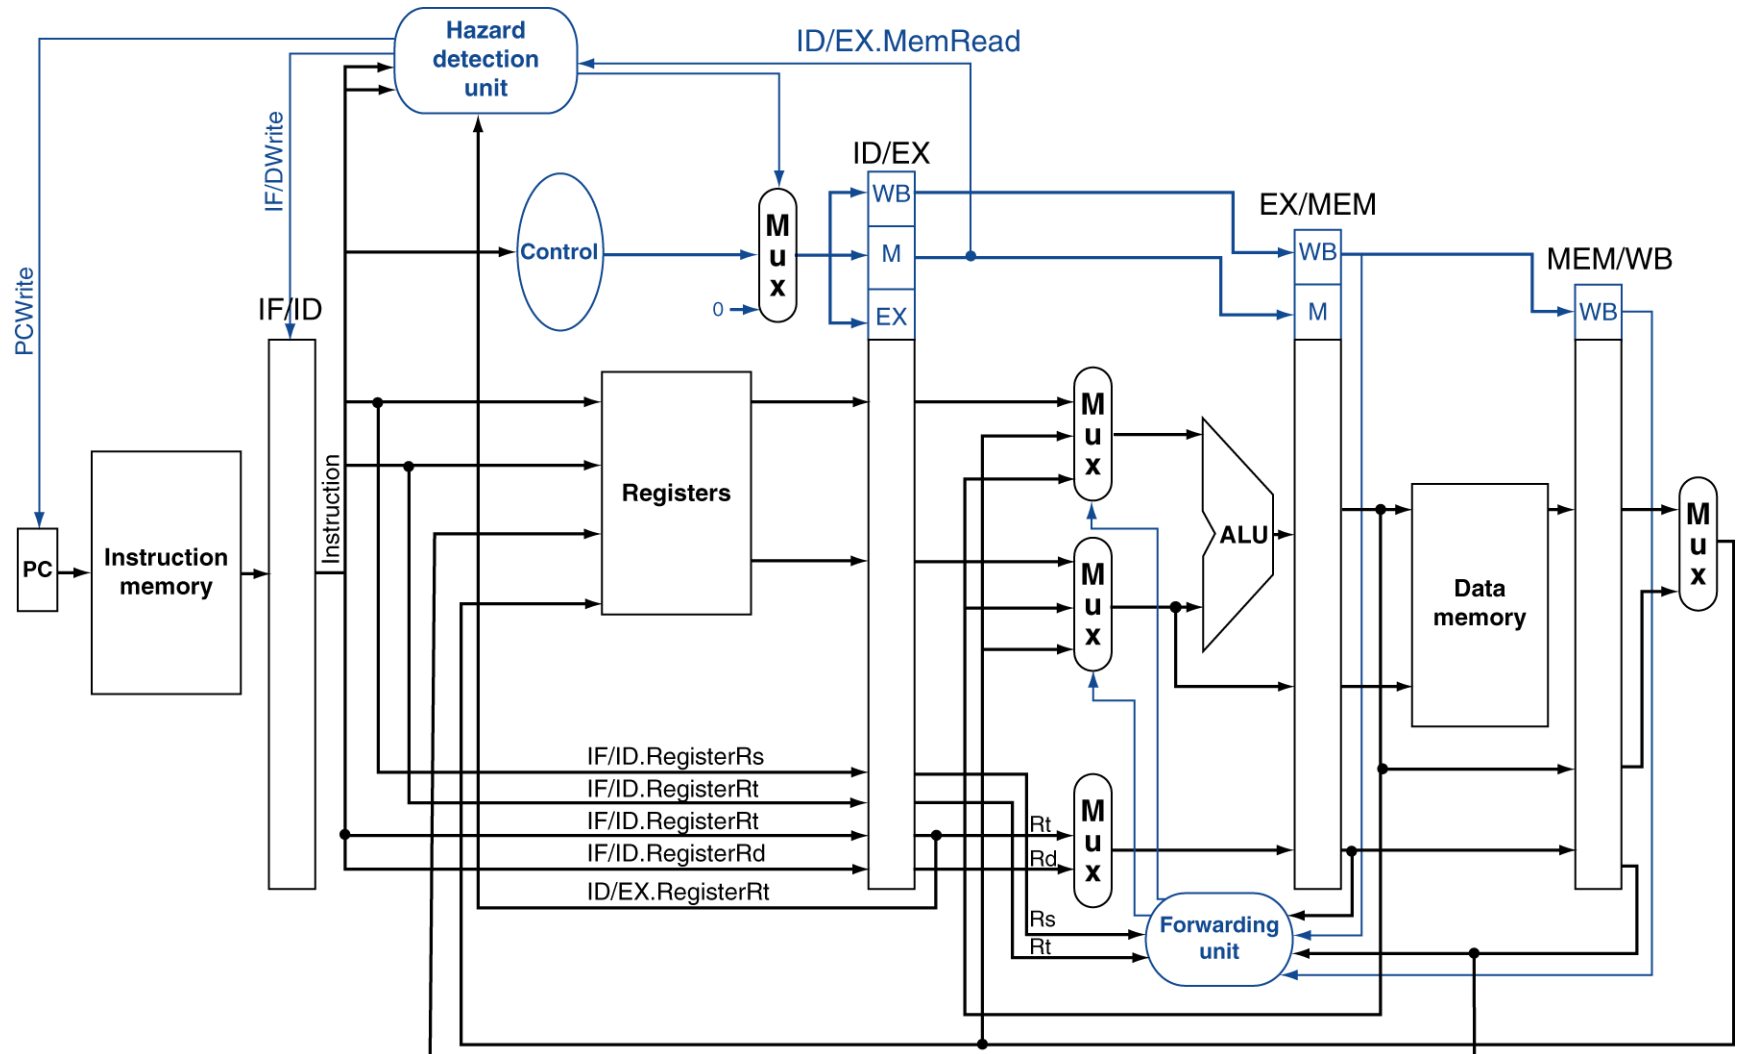 Hazard
detection
unit
ID/EX.MemRead
IF/DWrite
PCWrite
ID/EX
WB
M
EX
Control
M
u
x
0
EX/MEM
WB
M
MEM/WB
WB
IF/ID
PC
Instruction
memory
Instruction
Registers
M
u
x
M
u
x
ALU
Data
memory
M
u
x
IF/ID.RegisterRs
IF/ID.RegisterRt
IF/ID.RegisterRt
IF/ID.RegisterRd
ID/EX.RegisterRt
Rt
Rd
M
u
x
Rs
Rt
Forwarding
unit